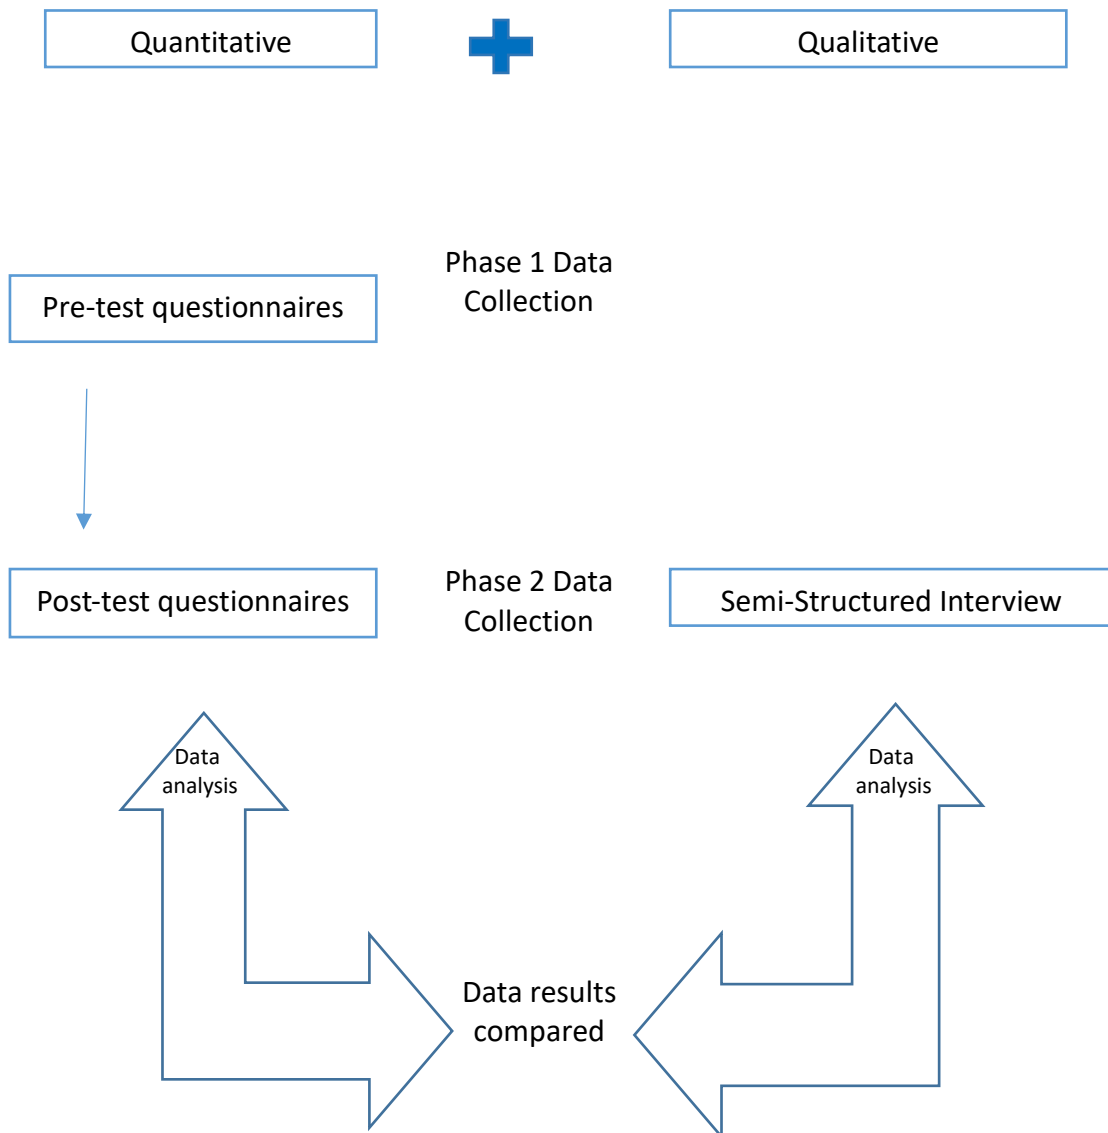 Quantitative
Qualitative
Phase 1 Data
Collection
Pre-test questionnaires
Post-test questionnaires
Phase 2 Data
Collection
Semi-Structured Interview
Data
analysis
Data
analysis
Data results
compared